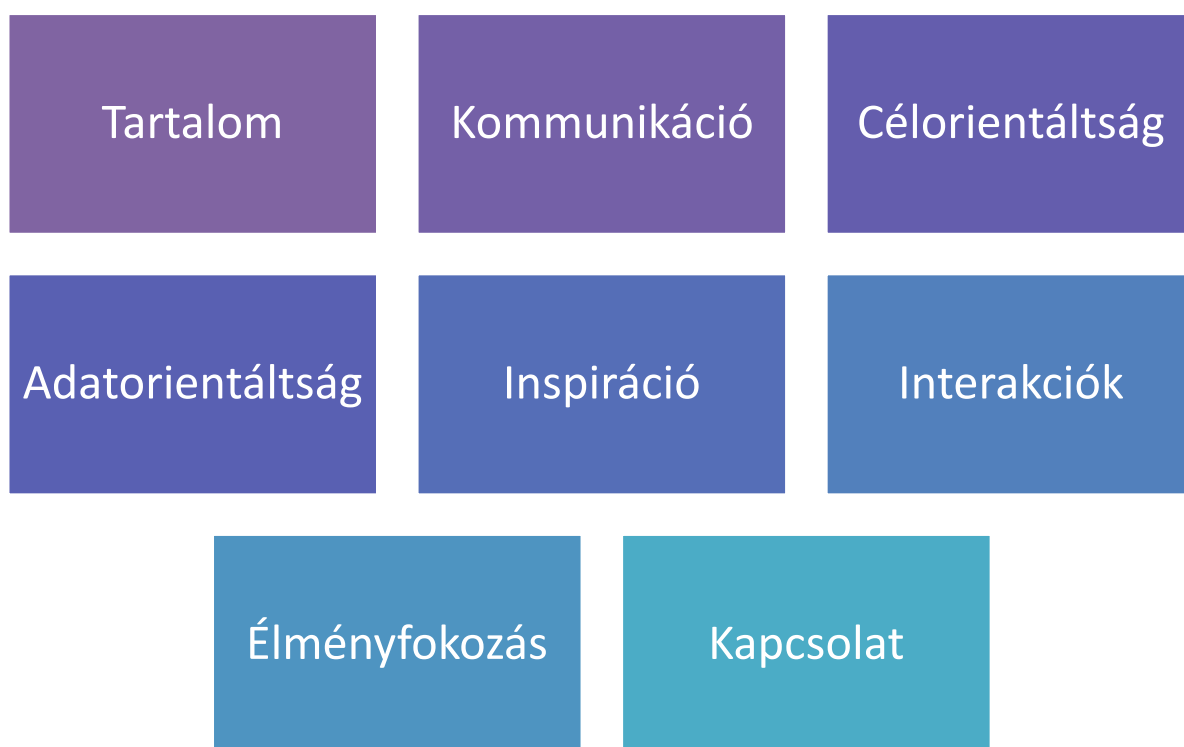 Tartalom
Kommunikáció
Célorientáltság
Adatorientáltság
Inspiráció
Interakciók
Élményfokozás
Kapcsolat